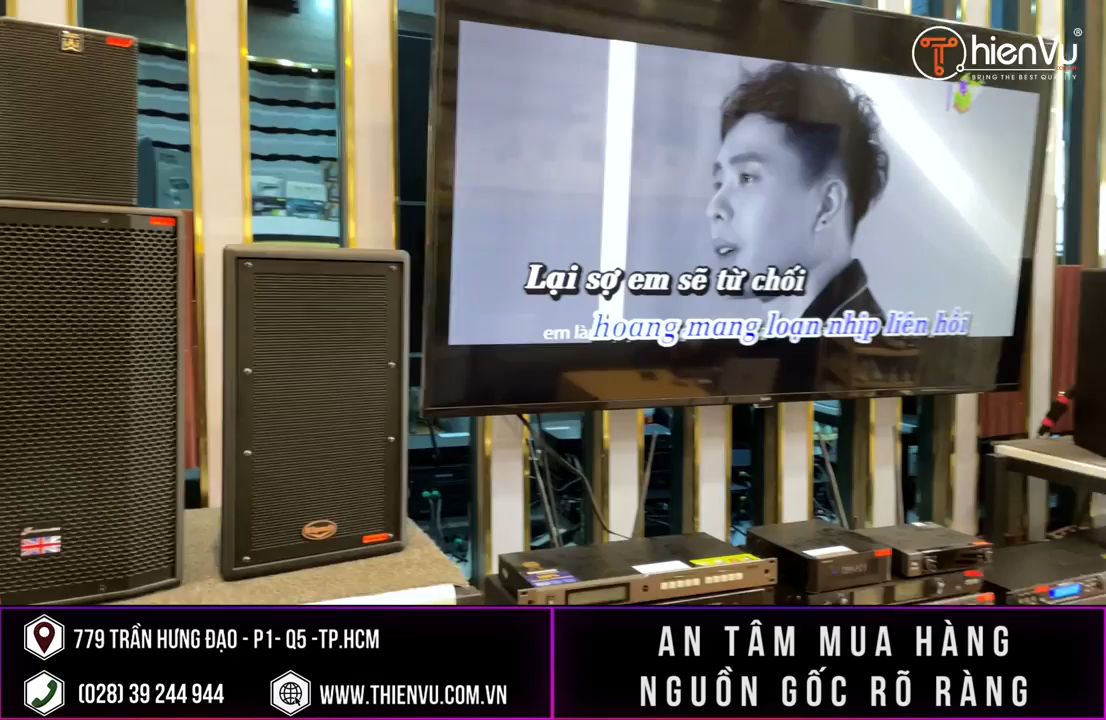 ThienVu®
BRING THE BEST QUALITY
Lại sợ em sẽ từ chối
em là
hoang mang loạn nhịp liên hồi
779 TRẦN HƯNG ĐẠO - P1- Q5 -TP.HCM
(028) 39 244 944
WWW.THIENVU.COM.VN
AN TÂM MUA HÀNG
NGUỒN GỐC RÕ RÀNG